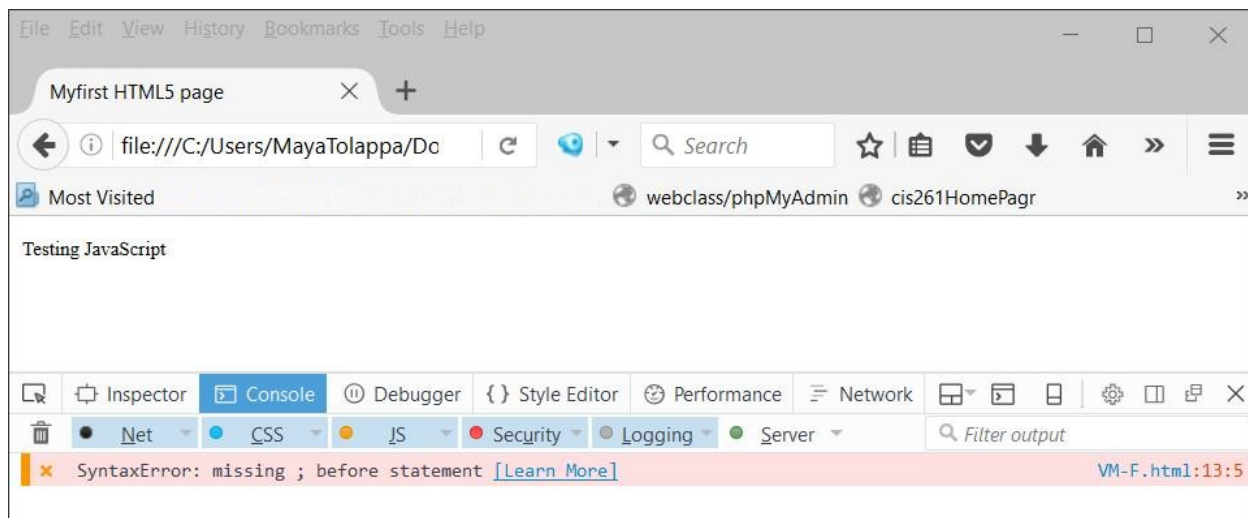 File Edit View History Bookmarks Tools Help
Myfirst HTML5 page
file:///C:/Users/MayaTolappa/Do Search
Most Visited webclass/phpMyAdmin cis261HomePagr
Testing JavaScript
Inspector Console Debugger { } Style Editor Performance Network
Net CSS JS Security Logging Server Filter output
SyntaxError: missing ; before statement [Learn More] VM-F.html:13:5